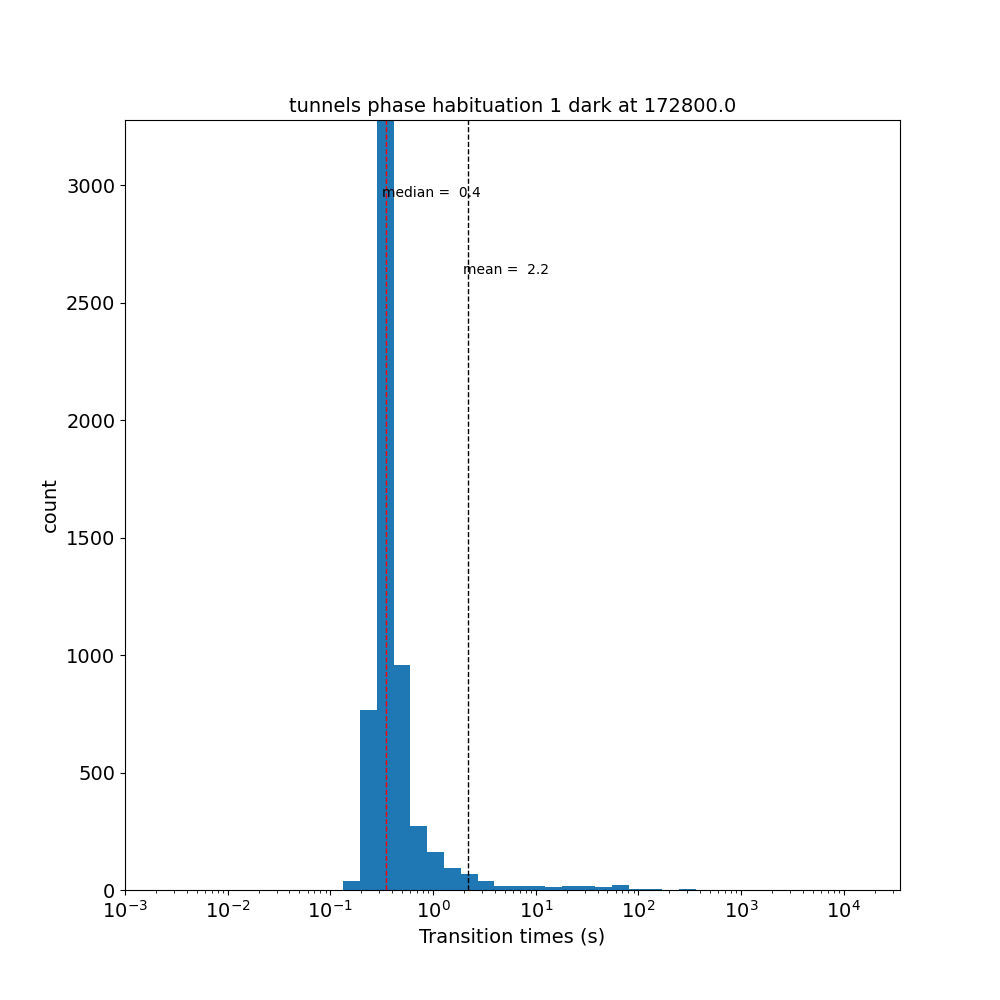 tunnels phase habituation 1 dark at 172800.0
3000
median =  0.4
mean =  2.2
2500
2000
count
1500
1000
500
0
10⁻³ 10⁻² 10⁻¹ 10⁰ 10¹ 10² 10³ 10⁴
Transition times (s)